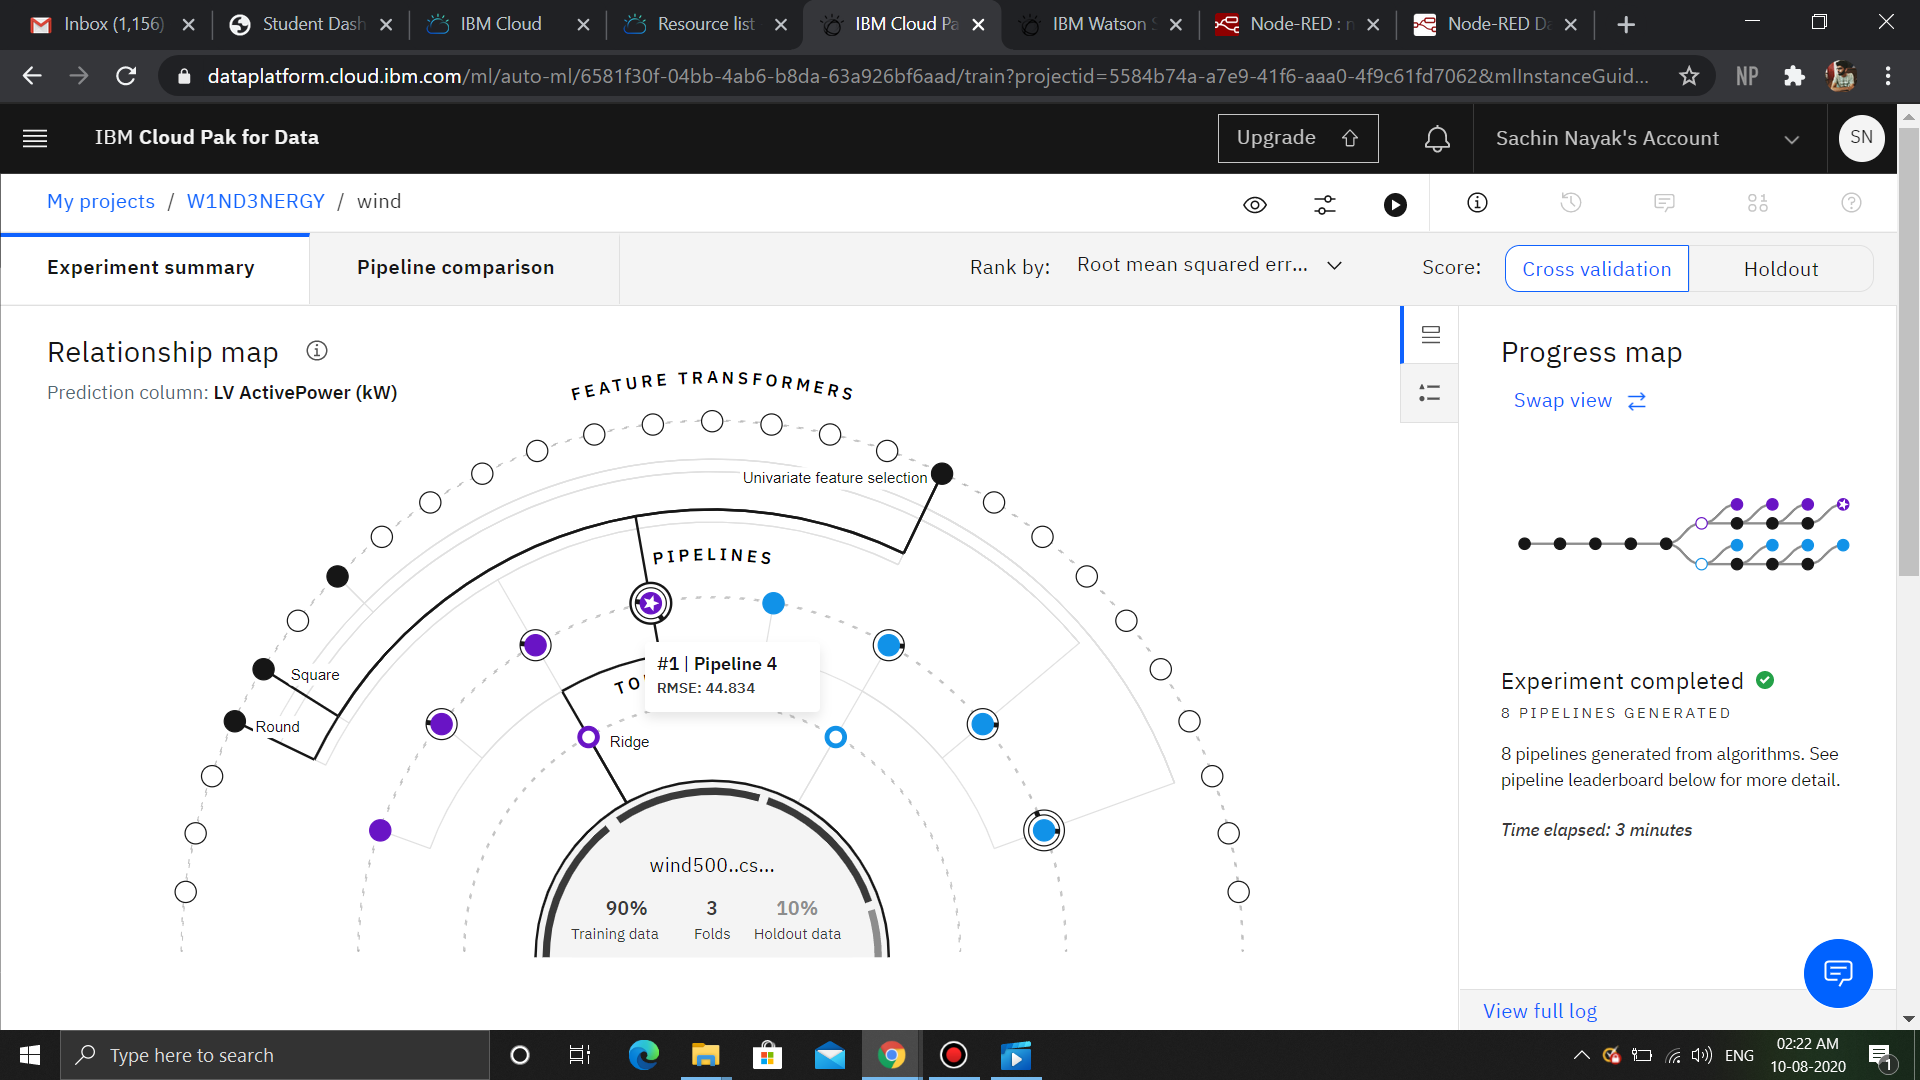 Inbox (1,156)
Student Dash
IBM Cloud
Resource list
IBM Cloud Pa
IBM Watson S
Node-RED : n
Node-RED Da
dataplatform.cloud.ibm.com/ml/auto-ml/6581f30f-04bb-4ab6-b8da-63a926bf6aad/train?projectid=5584b74a-a7e9-41f6-aaa0-4f9c61fd7062&mlInstanceGuid...
NP
IBM Cloud Pak for Data
Upgrade
Sachin Nayak's Account
SN
My projects / W1ND3NERGY / wind
Experiment summary
Pipeline comparison
Rank by:
Root mean squared err...
Score:
Cross validation
Holdout
Relationship map
Prediction column: LV ActivePower (kW)
FEATURE TRANSFORMERS
Univariate feature selection
PIPELINES
Square
Round
#1 | Pipeline 4
RMSE: 44.834
TO
Ridge
wind500..cs...
90%
Training data
3
Folds
10%
Holdout data
Progress map
Swap view
Experiment completed
8 PIPELINES GENERATED
8 pipelines generated from algorithms. See
pipeline leaderboard below for more detail.
Time elapsed: 3 minutes
View full log
Type here to search
ENG
02:22 AM
10-08-2020
1